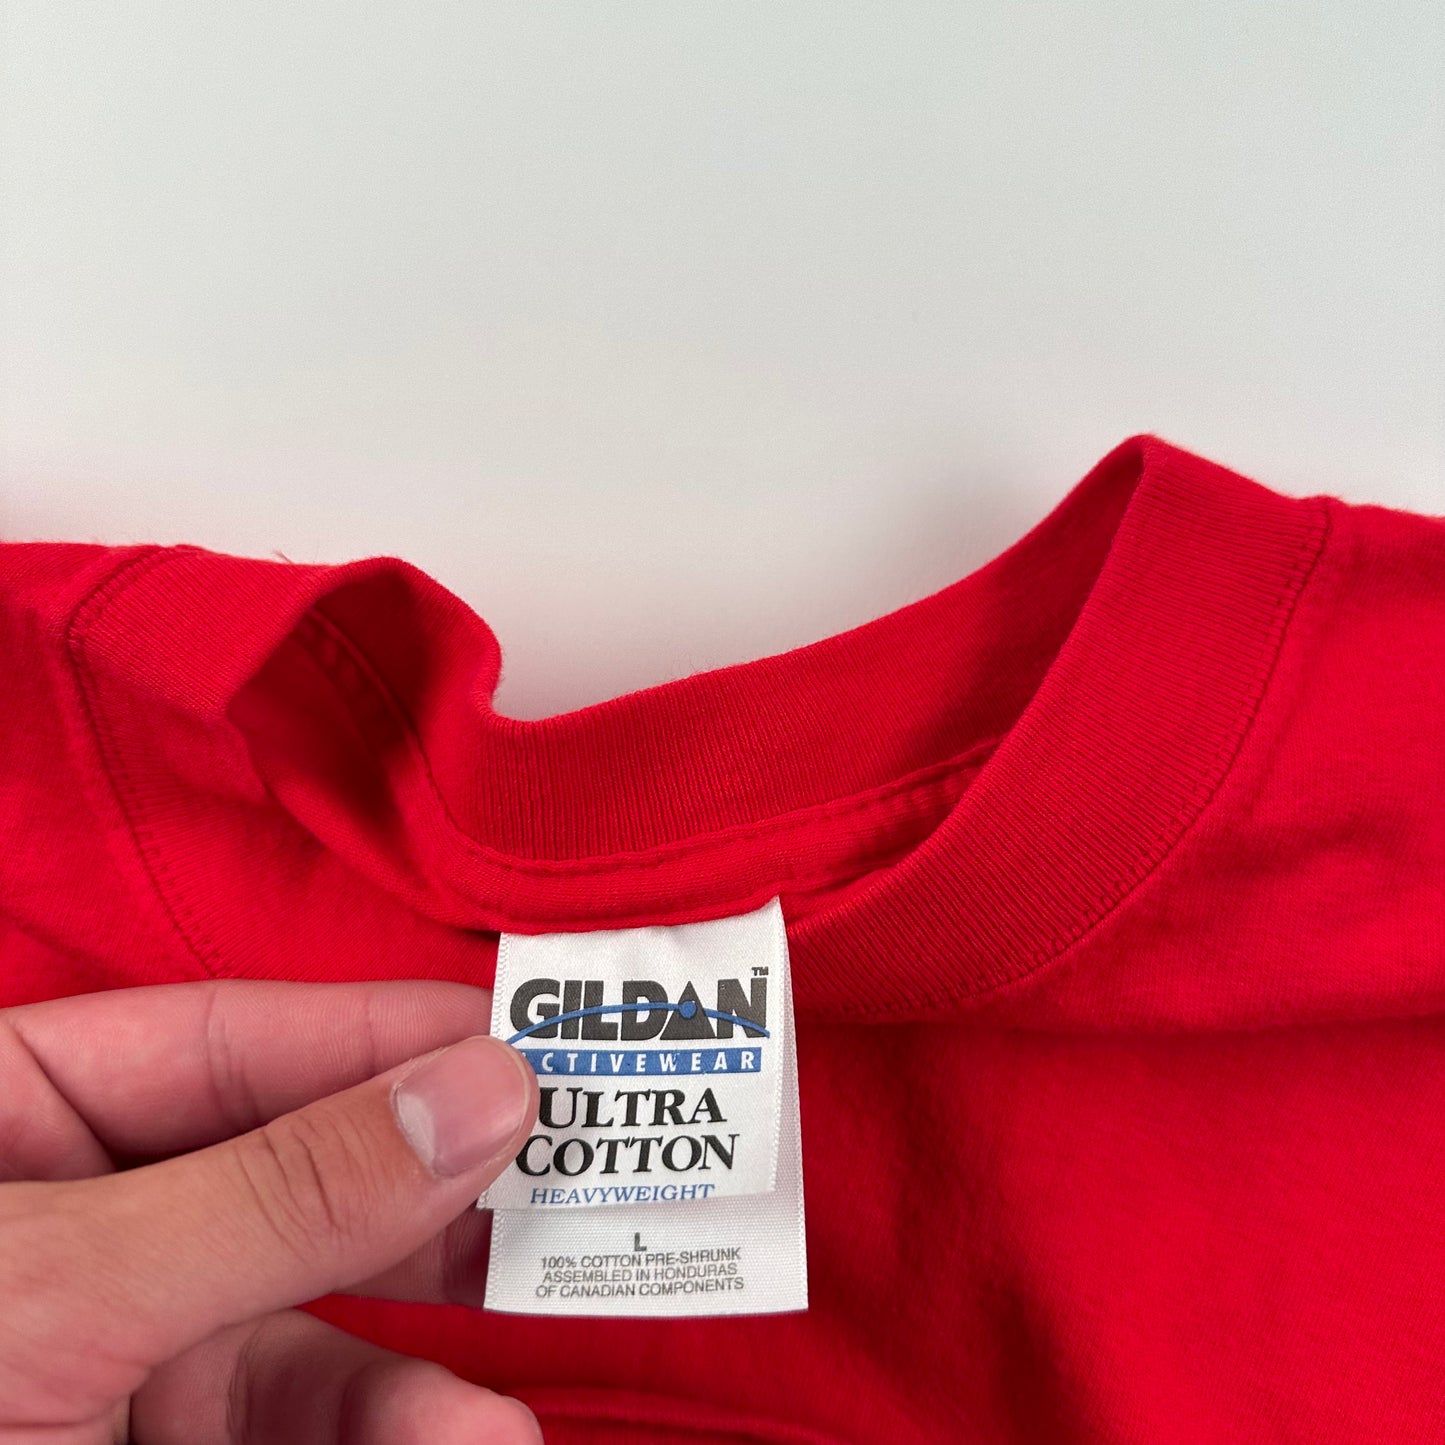 GILDAN™
CTIVEWEAR
ULTRA
COTTON
HEAVYWEIGHT
L
100% COTTON PRE-SHRUNK
ASSEMBLED IN HONDURAS
OF CANADIAN COMPONENTS